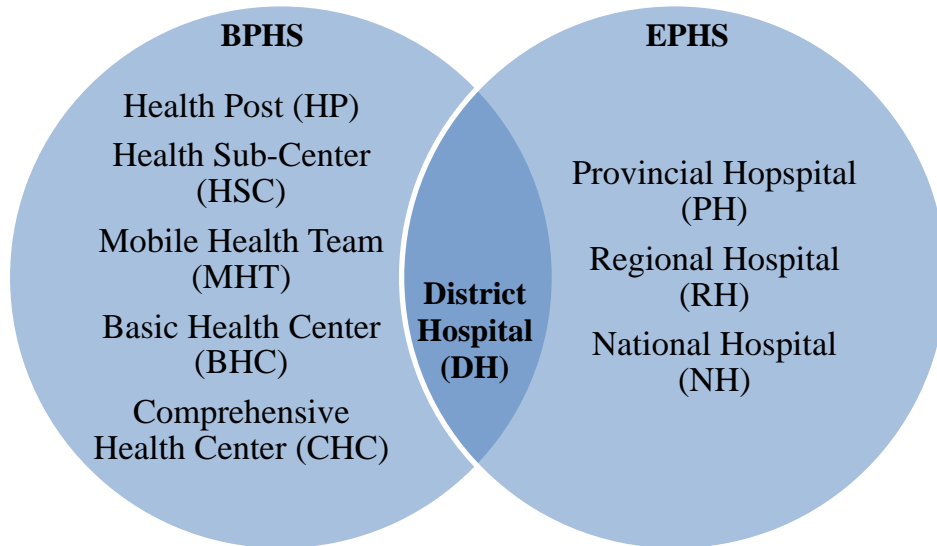 BPHS
Health Post (HP)
Health Sub-Center
(HSC)
Mobile Health Team
(MHT)
Basic Health Center
(BHC)
Comprehensive
Health Center (CHC)
District
Hospital
(DH)
EPHS
Provincial Hopspital
(PH)
Regional Hospital
(RH)
National Hospital
(NH)